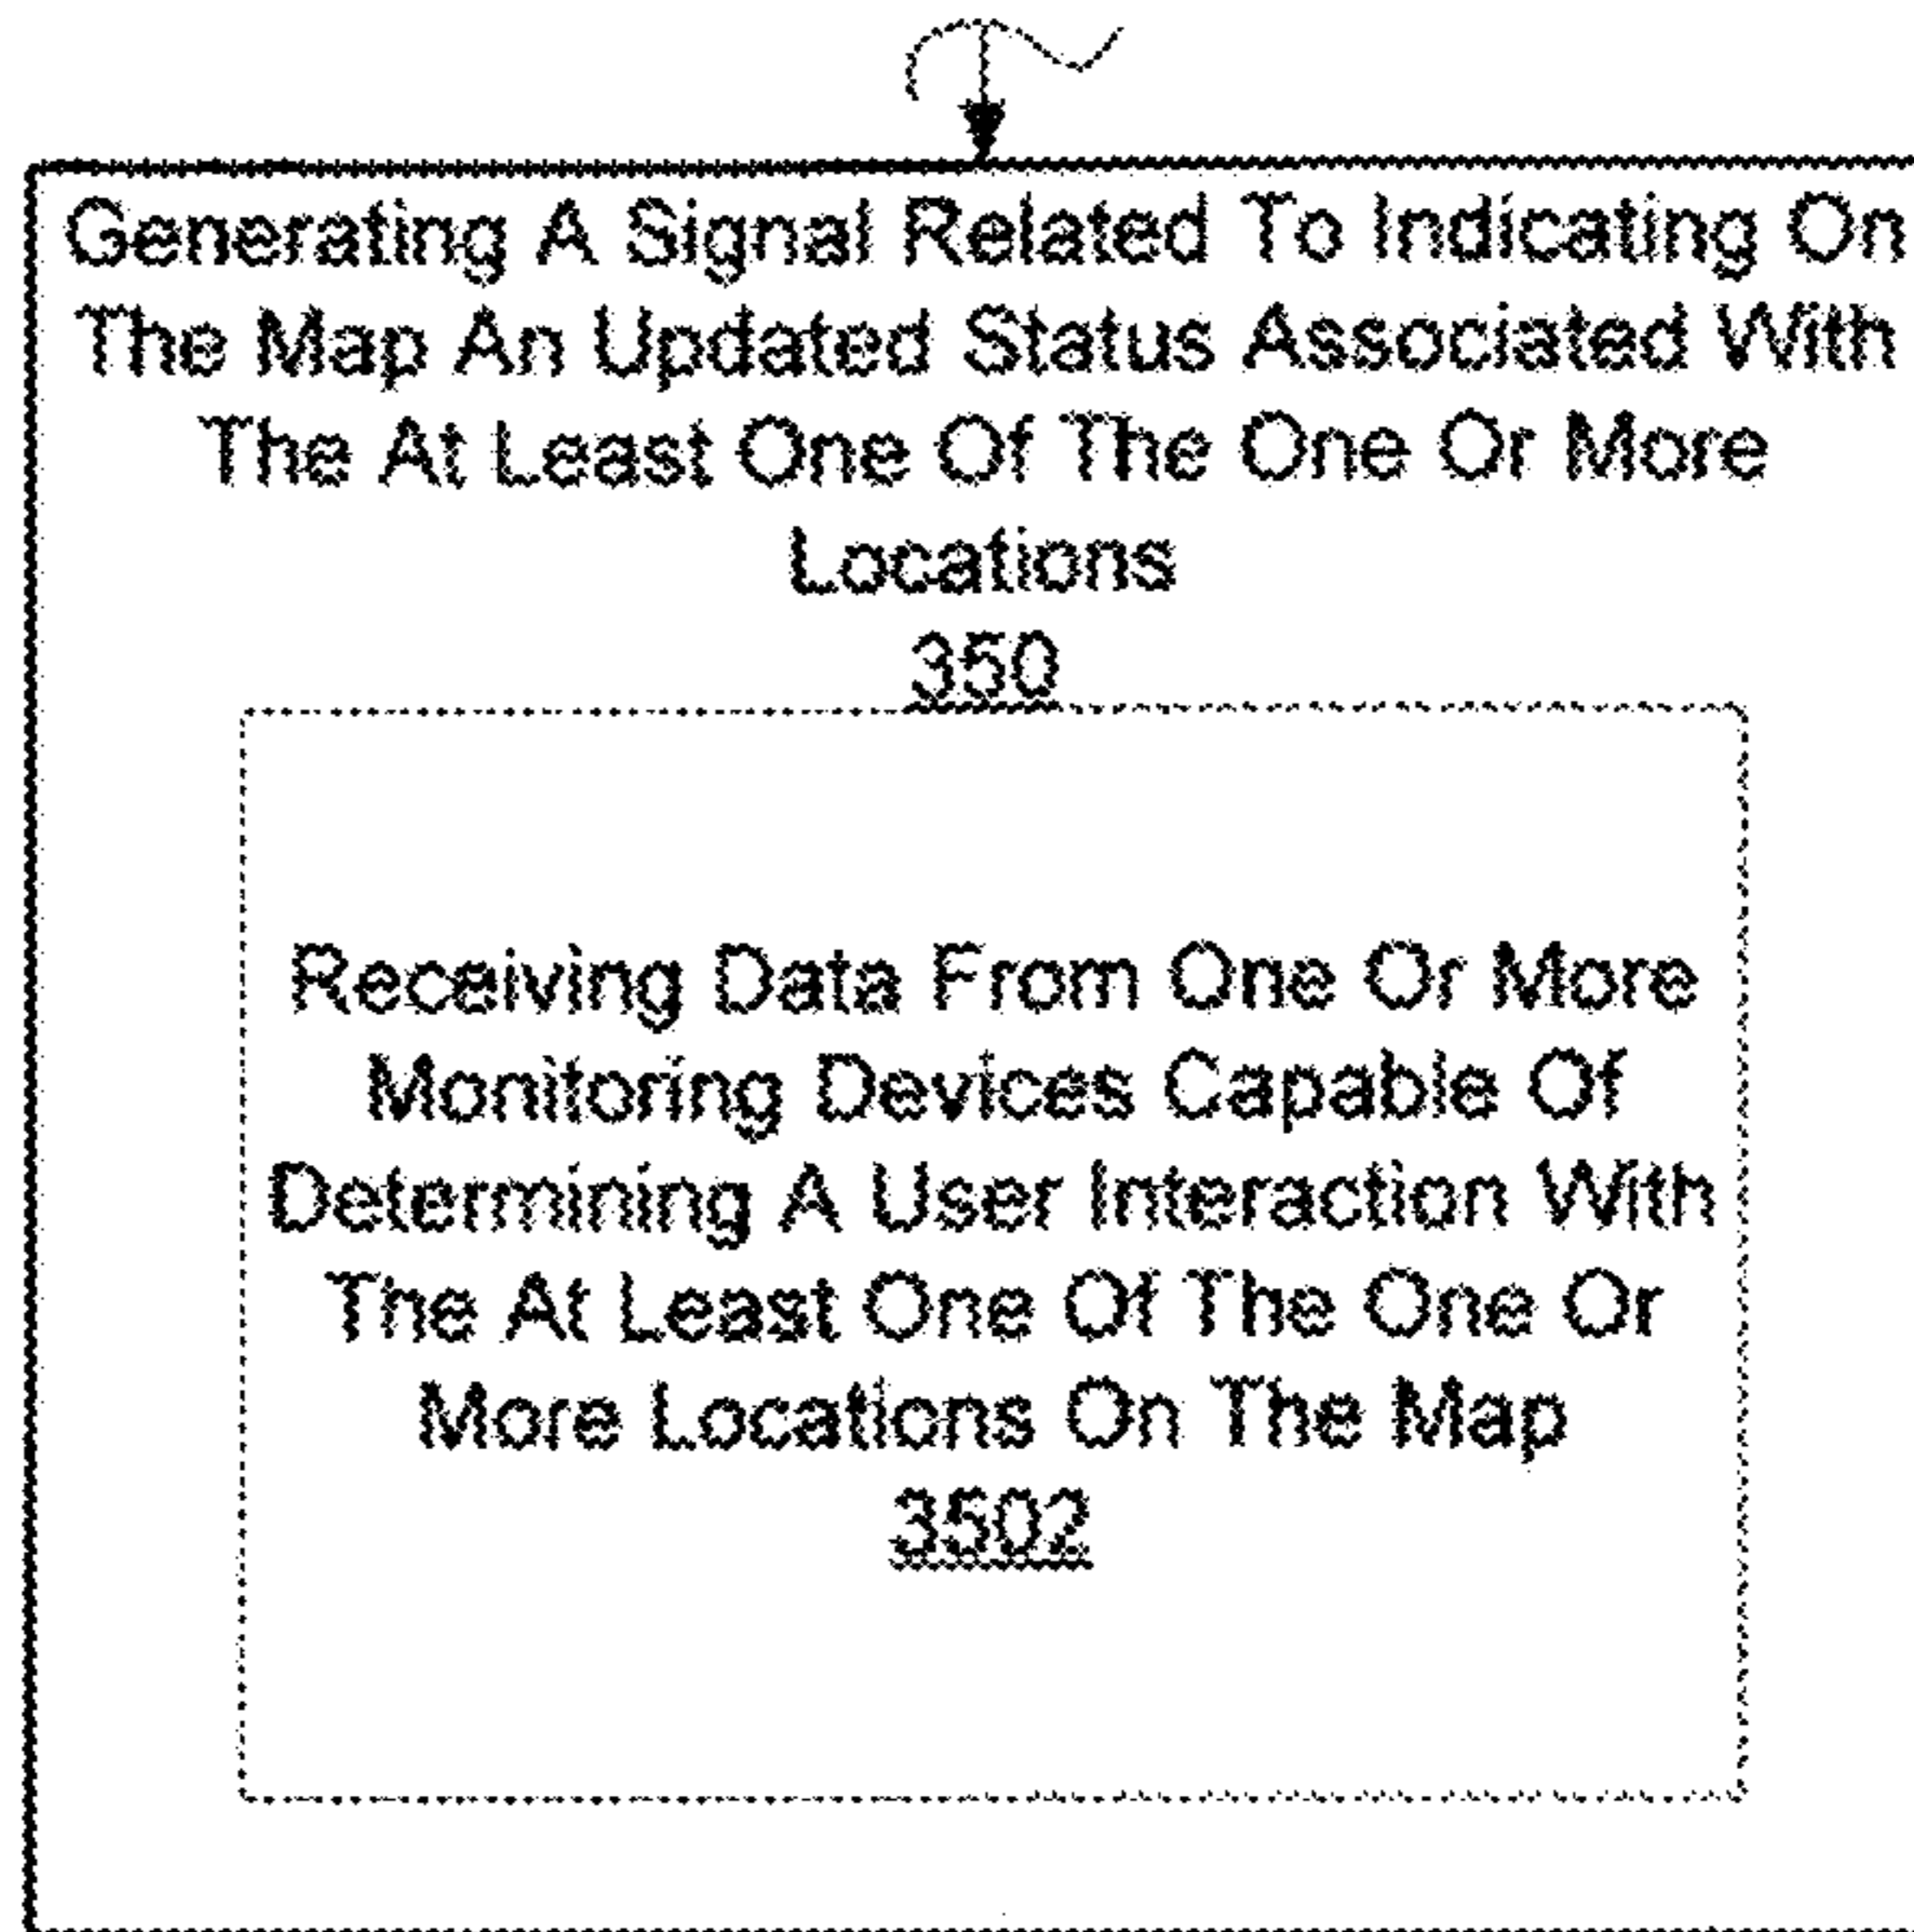 Generating A Signal Related To Indicating On
The Map An Updated Status Associated With
The At Least One Of The One Or More
Locations
350
Receiving Data From One Or More
Monitoring Devices Capable Of
Determining A User Interaction With
The At Least One Of The One Or
More Locations On The Map
3502